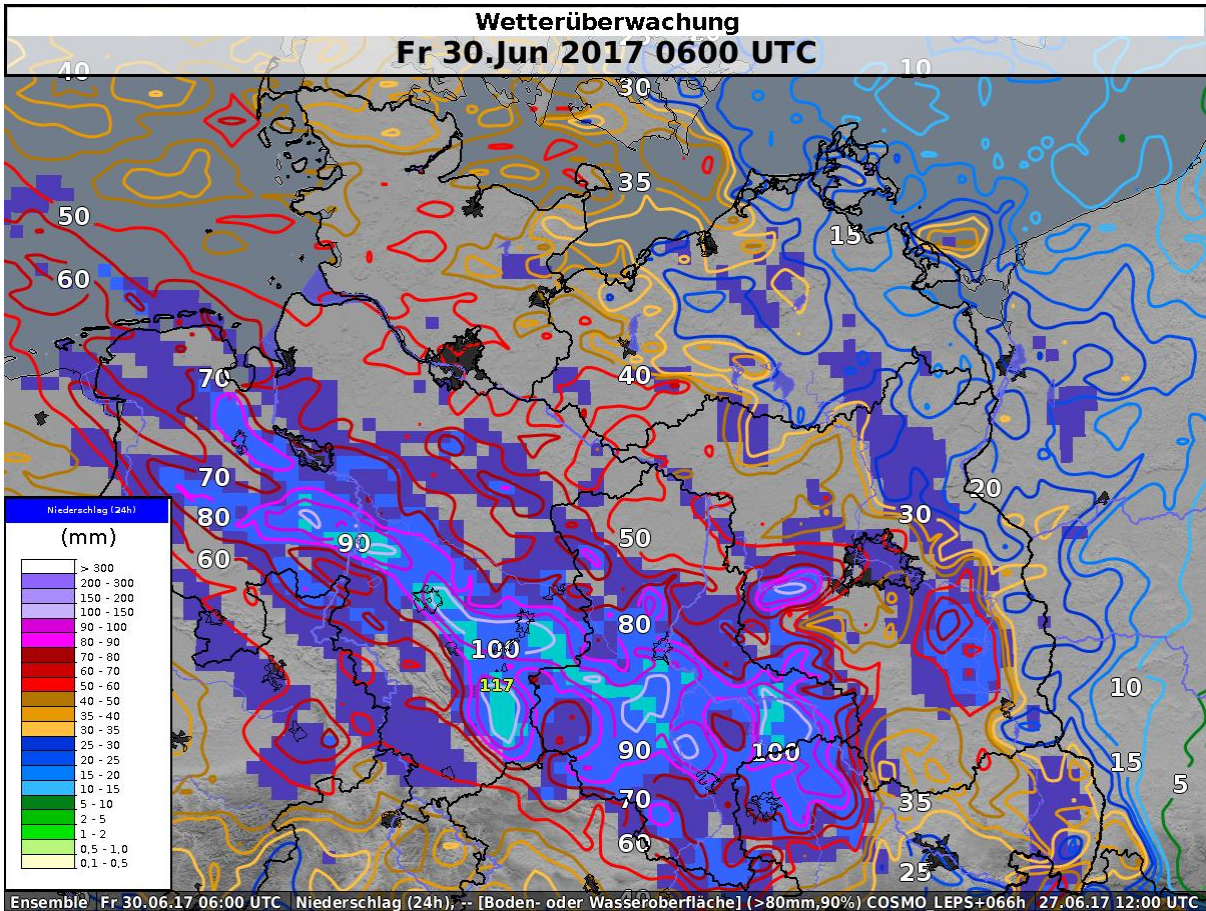 Wetterüberwachung
Fr 30.Jun 2017 0600 UTC
40
10
30
35
50
15
60
70
40
70
20
80
30
90
50
60
80
100
117
10
90
100
15
5
70
35
60
25
Niederschlag (24h)
(mm)
> 300
200 - 300
150 - 200
100 - 150
90 - 100
80 - 90
70 - 80
60 - 70
50 - 60
40 - 50
35 - 40
30 - 35
25 - 30
20 - 25
15 - 20
10 - 15
5 - 10
2 - 5
1 - 2
0,5 - 1,0
0,1 - 0,5
Ensemble Fr 30.06.17 06:00 UTC Niederschlag (24h), -- [Boden- oder Wasseroberfläche] (>80mm,90%) COSMO_LEPS+066h 27.06.17 12:00 UTC